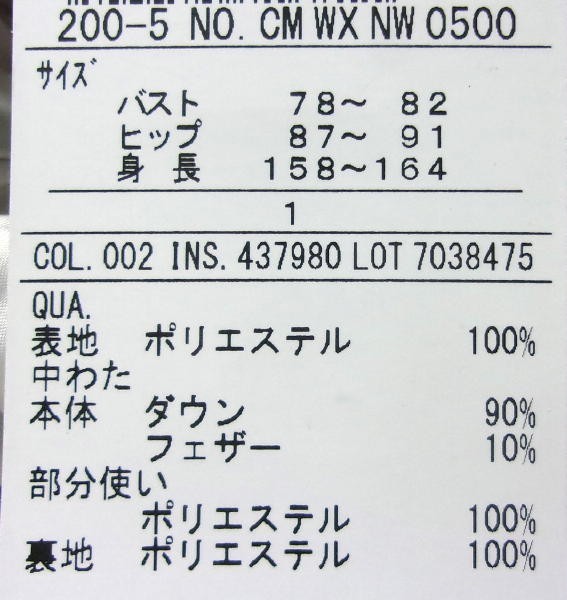 200-5 NO. CM WX NW 0500
サイズ
バスト 78～ 82
ヒップ 87～ 91
身長 158～164
1
COL. 002 INS. 437980 LOT 7038475
QUA.
表地 ポリエステル 100%
中わた
本体 ダウン 90%
フェザー 10%
部分使い
ポリエステル 100%
裏地 ポリエステル 100%